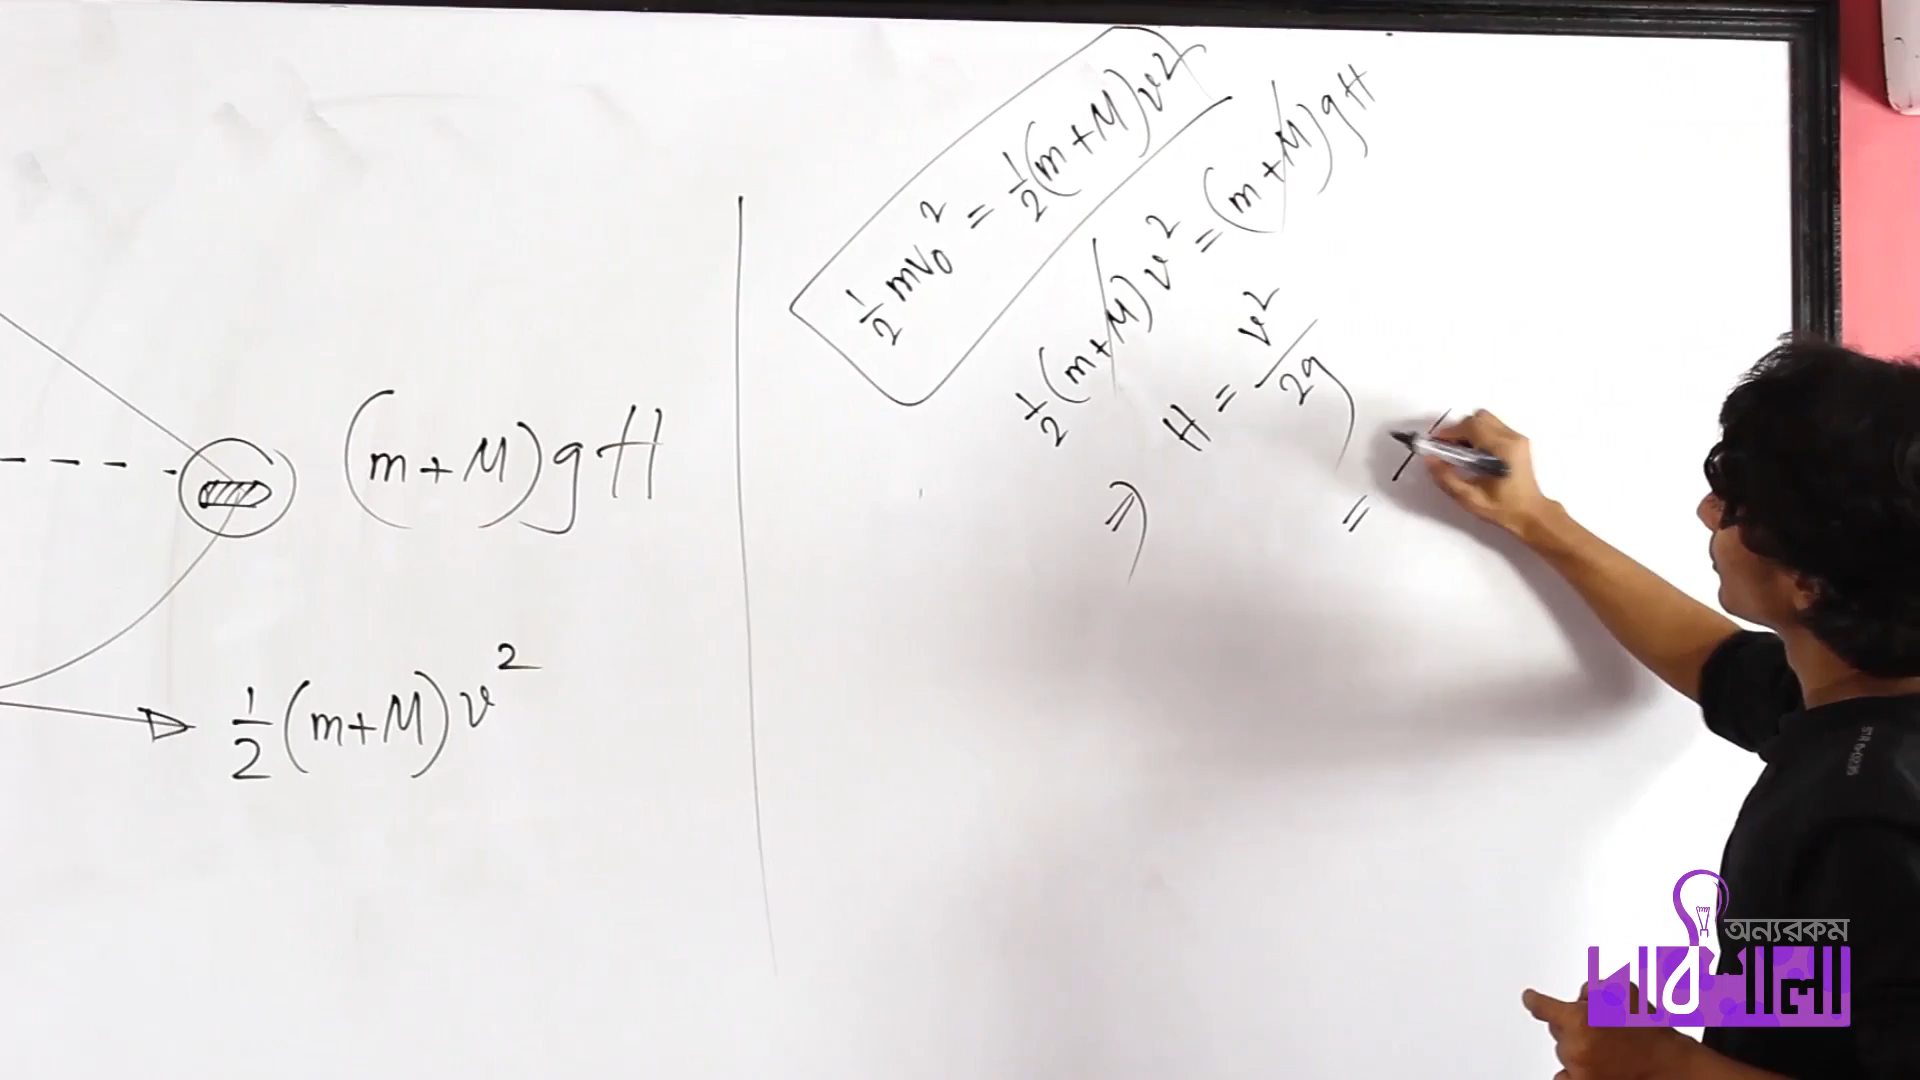 (m+M)gH
½(m+M)v²
½mv₀² = ½(m+M)v²
½(m+M)v² = (m+M)gH
⇒ H = v²/2g
=
অন্যরকম
পাঠশালা